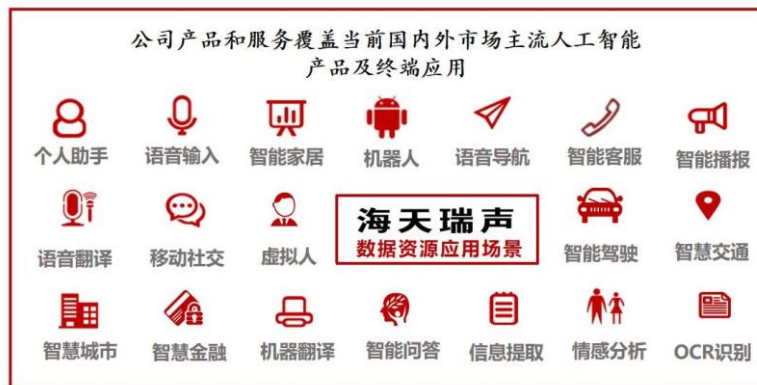 公司产品和服务覆盖当前国内外市场主流人工智能
产品及终端应用
个人助手 语音输入 智能家居 机器人 语音导航 智能客服 智能播报
语音翻译 移动社交 虚拟人 海天瑞声 智能驾驶 智慧交通
数据资源应用场景
智慧城市 智慧金融 机器翻译 智能问答 信息提取 情感分析 OCR识别